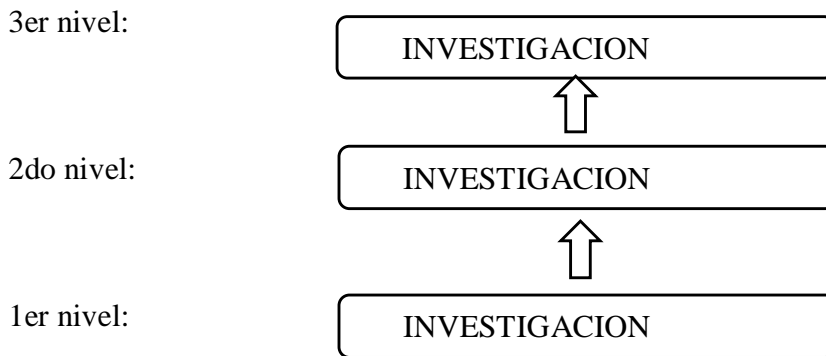 3er nivel:
INVESTIGACION
2do nivel:
INVESTIGACION
1er nivel:
INVESTIGACION